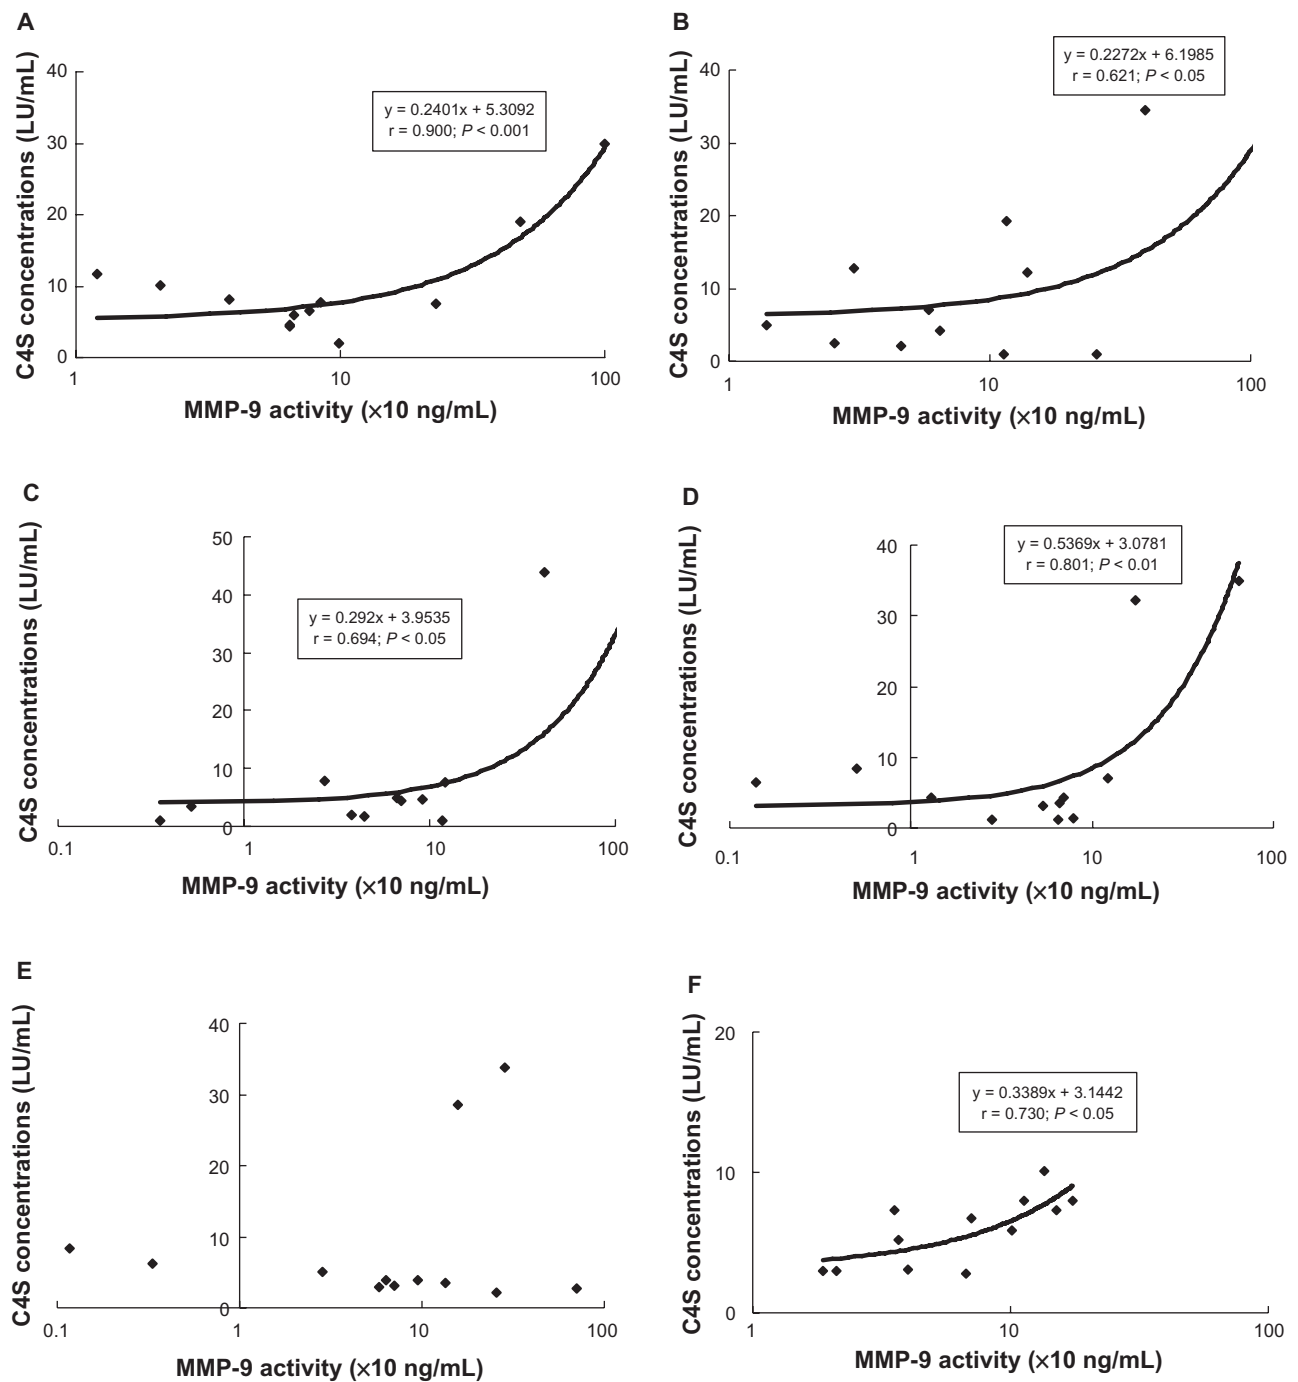 A
C4S concentrations (LU/mL)
40
30
20
10
0
y = 0.2401x + 5.3092
r = 0.900; P < 0.001
1
10
100
MMP-9 activity (×10 ng/mL)
B
C4S concentrations (LU/mL)
40
30
20
10
0
y = 0.2272x + 6.1985
r = 0.621; P < 0.05
1
10
100
MMP-9 activity (×10 ng/mL)
C
C4S concentrations (LU/mL)
50
40
30
20
10
0
y = 0.292x + 3.9535
r = 0.694; P < 0.05
0.1
1
10
100
MMP-9 activity (×10 ng/mL)
D
C4S concentrations (LU/mL)
40
30
20
10
0
y = 0.5369x + 3.0781
r = 0.801; P < 0.01
0.1
1
10
100
MMP-9 activity (×10 ng/mL)
E
C4S concentrations (LU/mL)
40
30
20
10
0
0.1
1
10
100
MMP-9 activity (×10 ng/mL)
F
C4S concentrations (LU/mL)
20
10
0
y = 0.3389x + 3.1442
r = 0.730; P < 0.05
1
10
100
MMP-9 activity (×10 ng/mL)